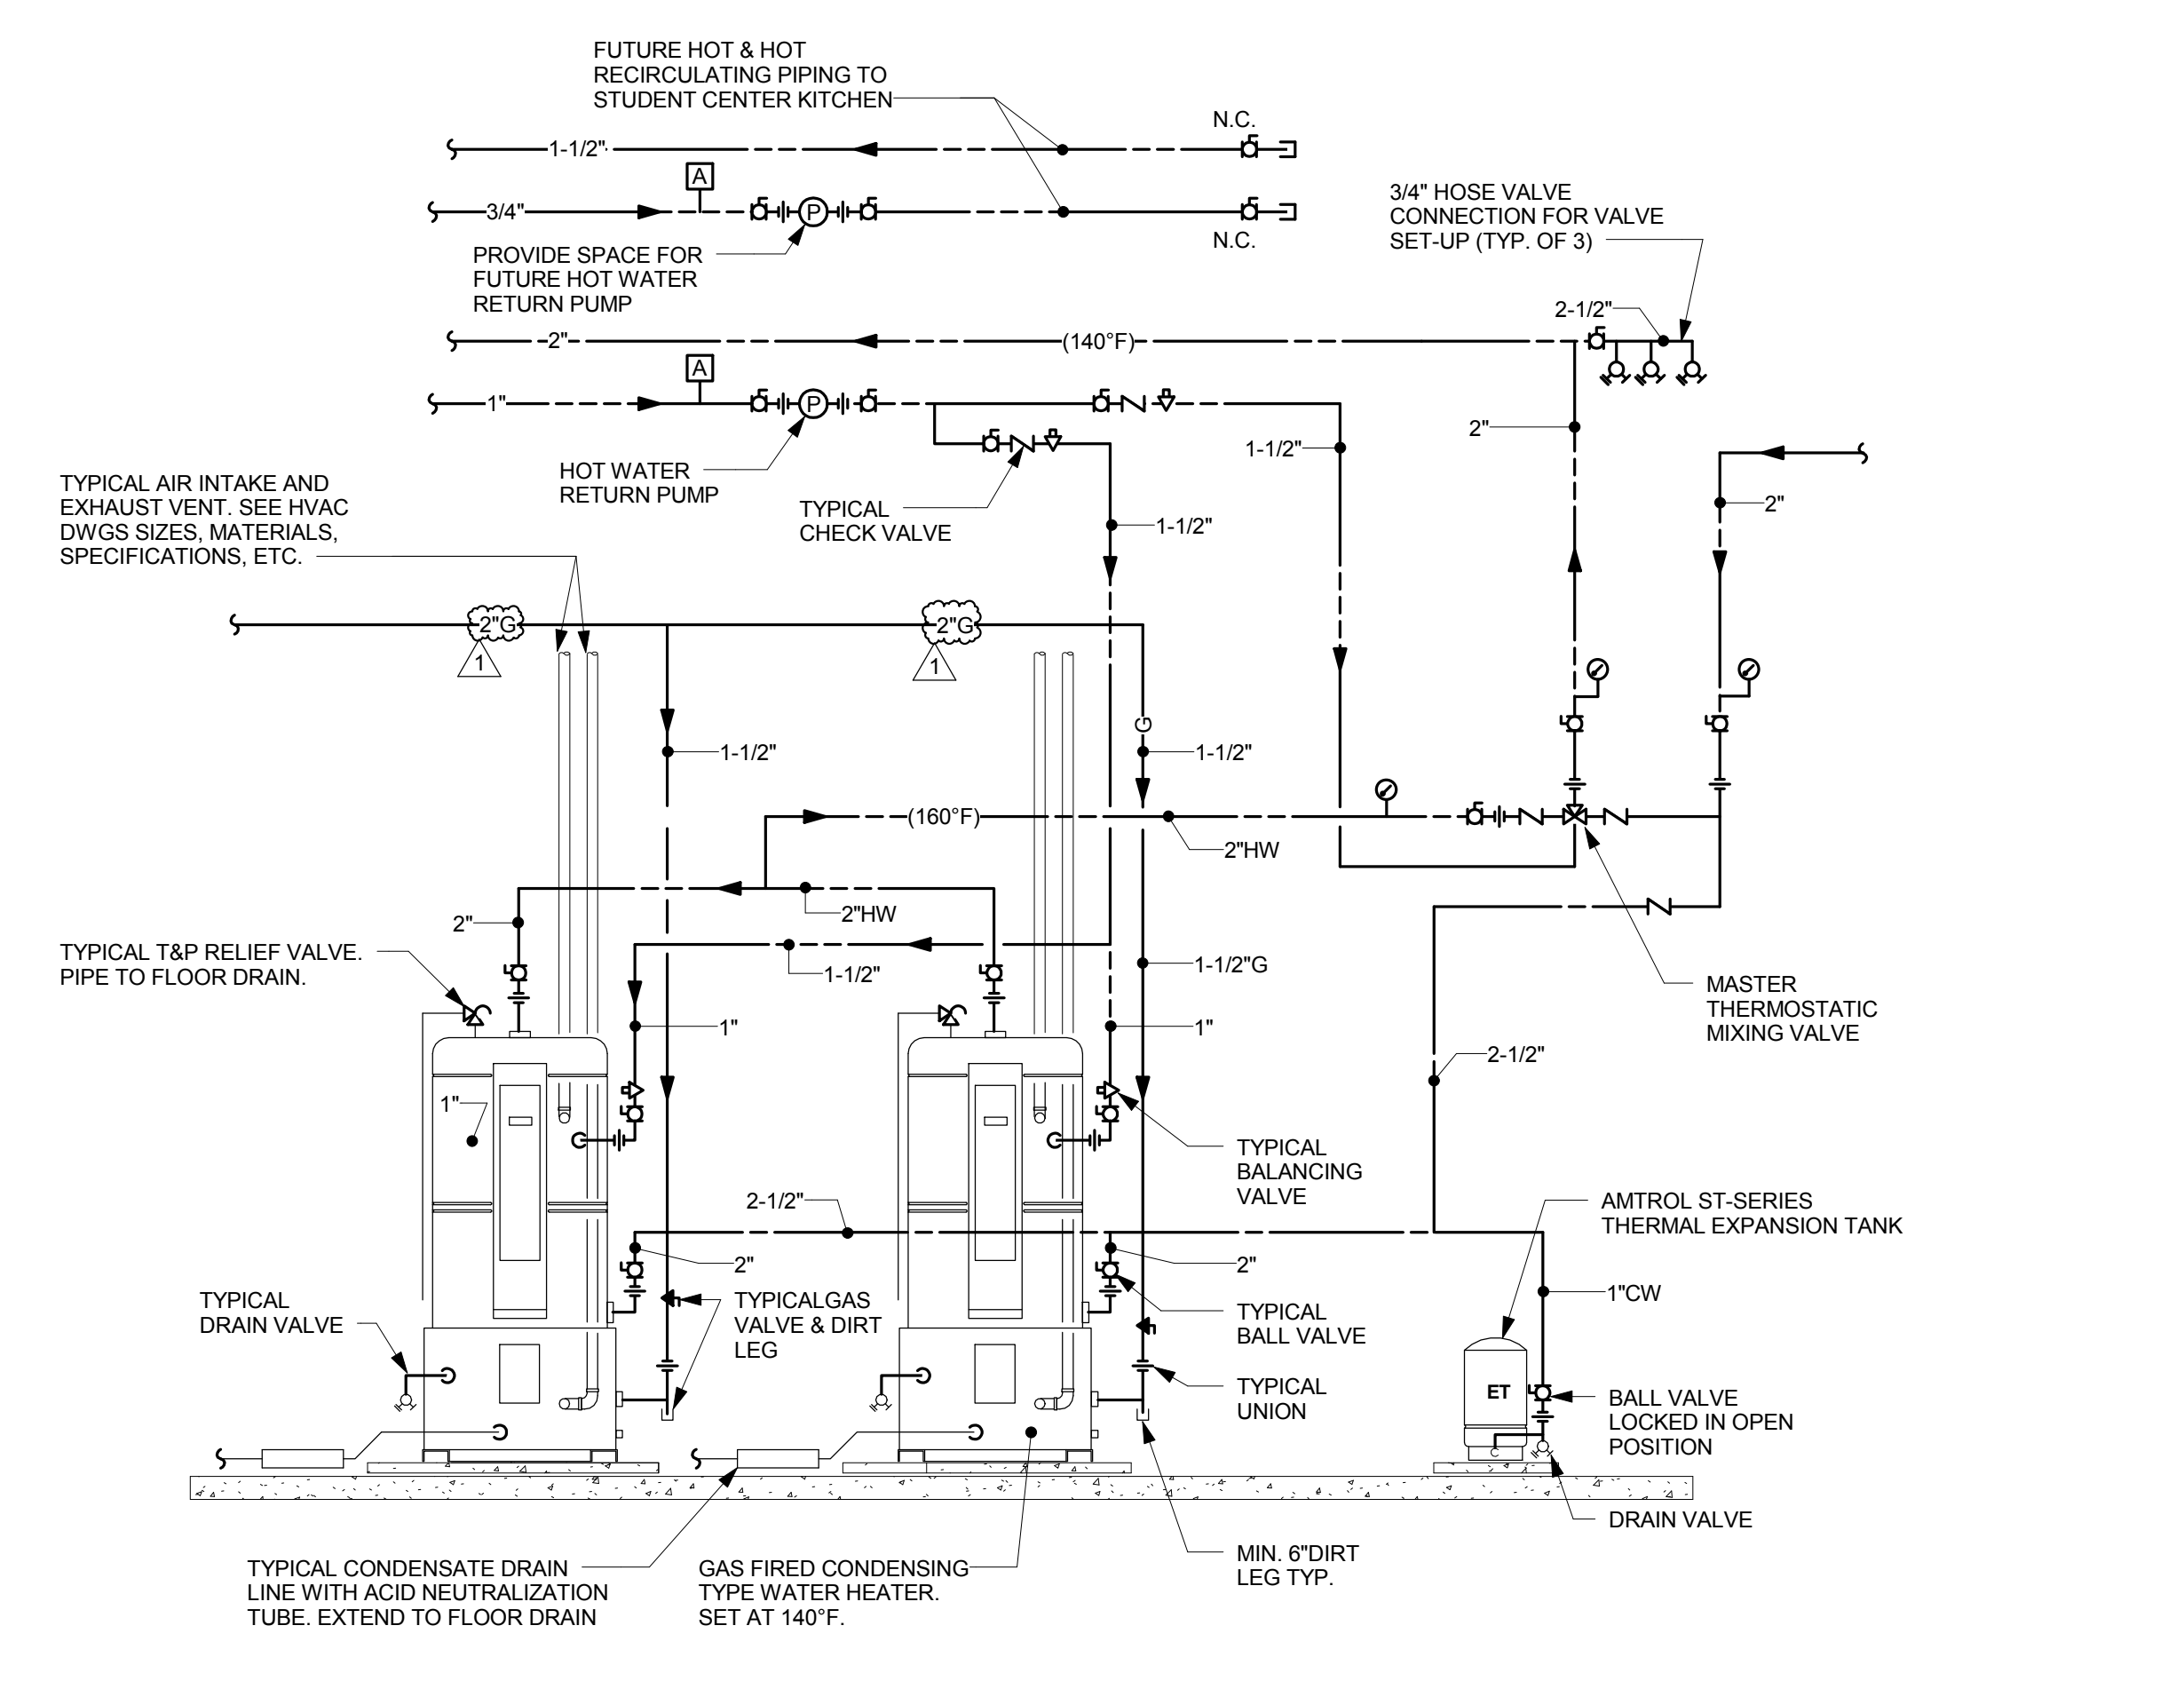 FUTURE HOT & HOT
RECIRCULATING PIPING TO
STUDENT CENTER KITCHEN
N.C.
1-1/2"
A
3/4"
P
N.C.
3/4" HOSE VALVE
CONNECTION FOR VALVE
SET-UP (TYP. OF 3)
PROVIDE SPACE FOR
FUTURE HOT WATER
RETURN PUMP
2-1/2"
2"
(140°F)
A
1"
P
2"
1-1/2"
HOT WATER
RETURN PUMP
TYPICAL
CHECK VALVE
2"
1-1/2"
TYPICAL AIR INTAKE AND
EXHAUST VENT. SEE HVAC
DWGS SIZES, MATERIALS,
SPECIFICATIONS, ETC.
2"G
2"G
1
1
G
1-1/2"
1-1/2"
(160°F)
2"HW
2"HW
2"
TYPICAL T&P RELIEF VALVE.
PIPE TO FLOOR DRAIN.
1-1/2"
1-1/2"G
MASTER
THERMOSTATIC
MIXING VALVE
1"
1"
2-1/2"
1"
TYPICAL
BALANCING
VALVE
2-1/2"
AMTROL ST-SERIES
THERMAL EXPANSION TANK
2"
2"
1"CW
TYPICAL
DRAIN VALVE
TYPICALGAS
VALVE & DIRT
LEG
TYPICAL
BALL VALVE
TYPICAL
UNION
ET
BALL VALVE
LOCKED IN OPEN
POSITION
DRAIN VALVE
TYPICAL CONDENSATE DRAIN
LINE WITH ACID NEUTRALIZATION
TUBE. EXTEND TO FLOOR DRAIN
GAS FIRED CONDENSING
TYPE WATER HEATER.
SET AT 140°F.
MIN. 6"DIRT
LEG TYP.